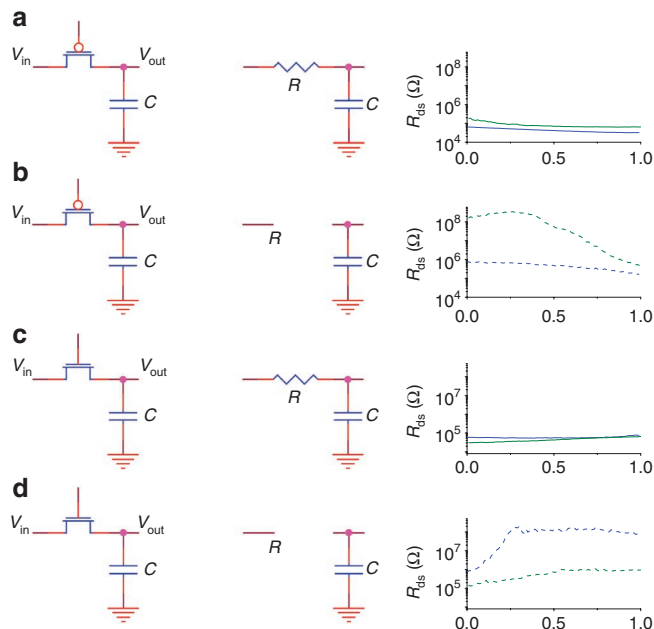 a
V_in V_out C R C
R_ds (Ω)
10^8
10^6
10^4
0.0 0.5 1.0
b
V_in V_out C R C
R_ds (Ω)
10^8
10^6
10^4
0.0 0.5 1.0
c
V_in V_out C R C
R_ds (Ω)
10^7
10^5
0.0 0.5 1.0
d
V_in V_out C R C
R_ds (Ω)
10^7
10^5
0.0 0.5 1.0